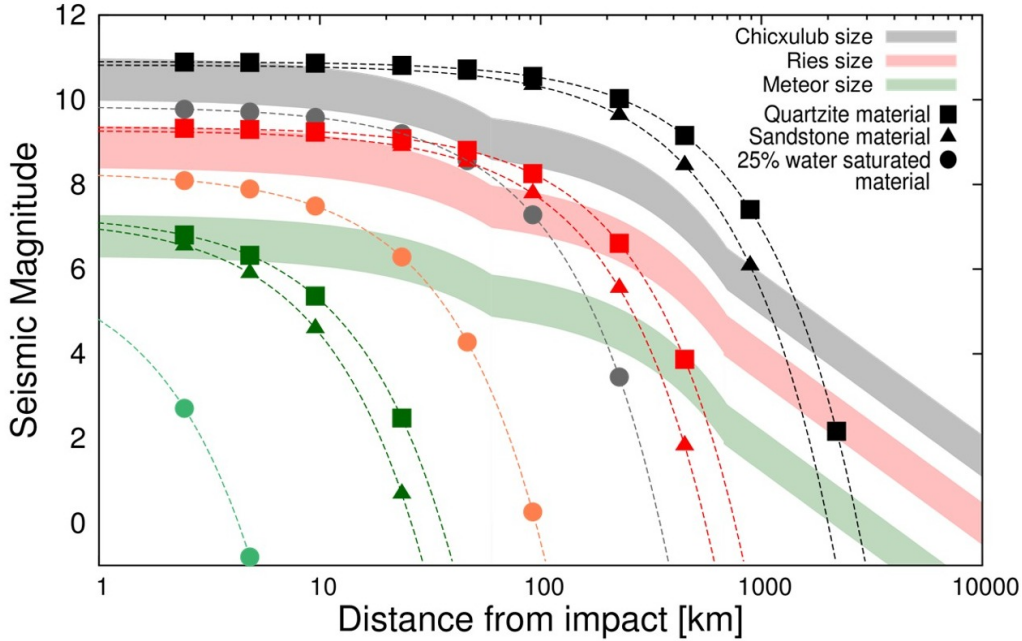 12
10
8
6
4
2
0
Seismic Magnitude
Chicxulub size
Ries size
Meteor size
Quartzite material
Sandstone material
25% water saturated
material
1
10
100
1000
10000
Distance from impact [km]